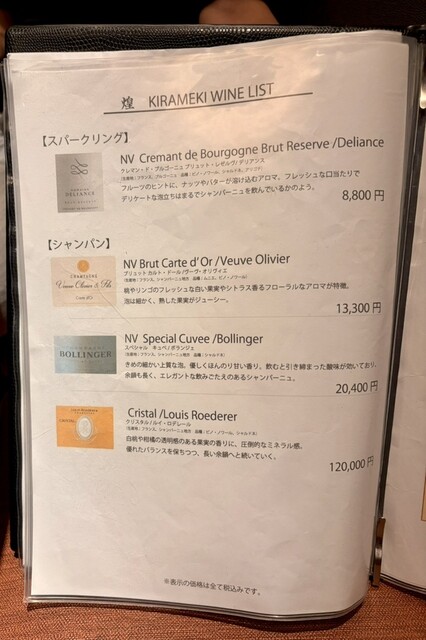 煌 KIRAMEKI WINE LIST
【スパークリング】
NV Cremant de Bourgogne Brut Reserve /Deliance
クレマン・ド・ブルゴーニュ ブリュット・レゼルヴ/デリアンス
フルーツのヒントに、ナッツやバターが溶け込むアロマ。フレッシュな口当たりで
デリケートな泡立ちはまるでシャンパーニュを飲んでいるかのよう。
8,800 円
DELIANCE
【シャンパン】
NV Brut Carte d'Or /Veuve Olivier
ブリュット カルト・ドール/ヴーヴ・オリヴィエ
桃やリンゴのフレッシュな白い果実やシトラス香るフローラルなアロマが特徴。
泡は細かく、熟した果実がジューシー。
13,300 円
CHAMPAGNE
Veuve Olivier & Fils
NV Special Cuvee /Bollinger
スペシャル キュベ/ボランジェ
きめの細かい上質な泡。優しくほんのり甘い香り。飲むと引き締まった酸味が効いており、
余韻も長く、エレガントな飲みごたえのあるシャンパーニュ。
20,400 円
BOLLINGER
Cristal /Louis Roederer
クリスタル/ルイ・ロデレール
白桃や柑橘の透明感のある果実の香りに、圧倒的なミネラル感。
優れたバランスを保ちつつ、長い余韻へと続いていく。
120,000 円
※表示の価格は全て税込みです。